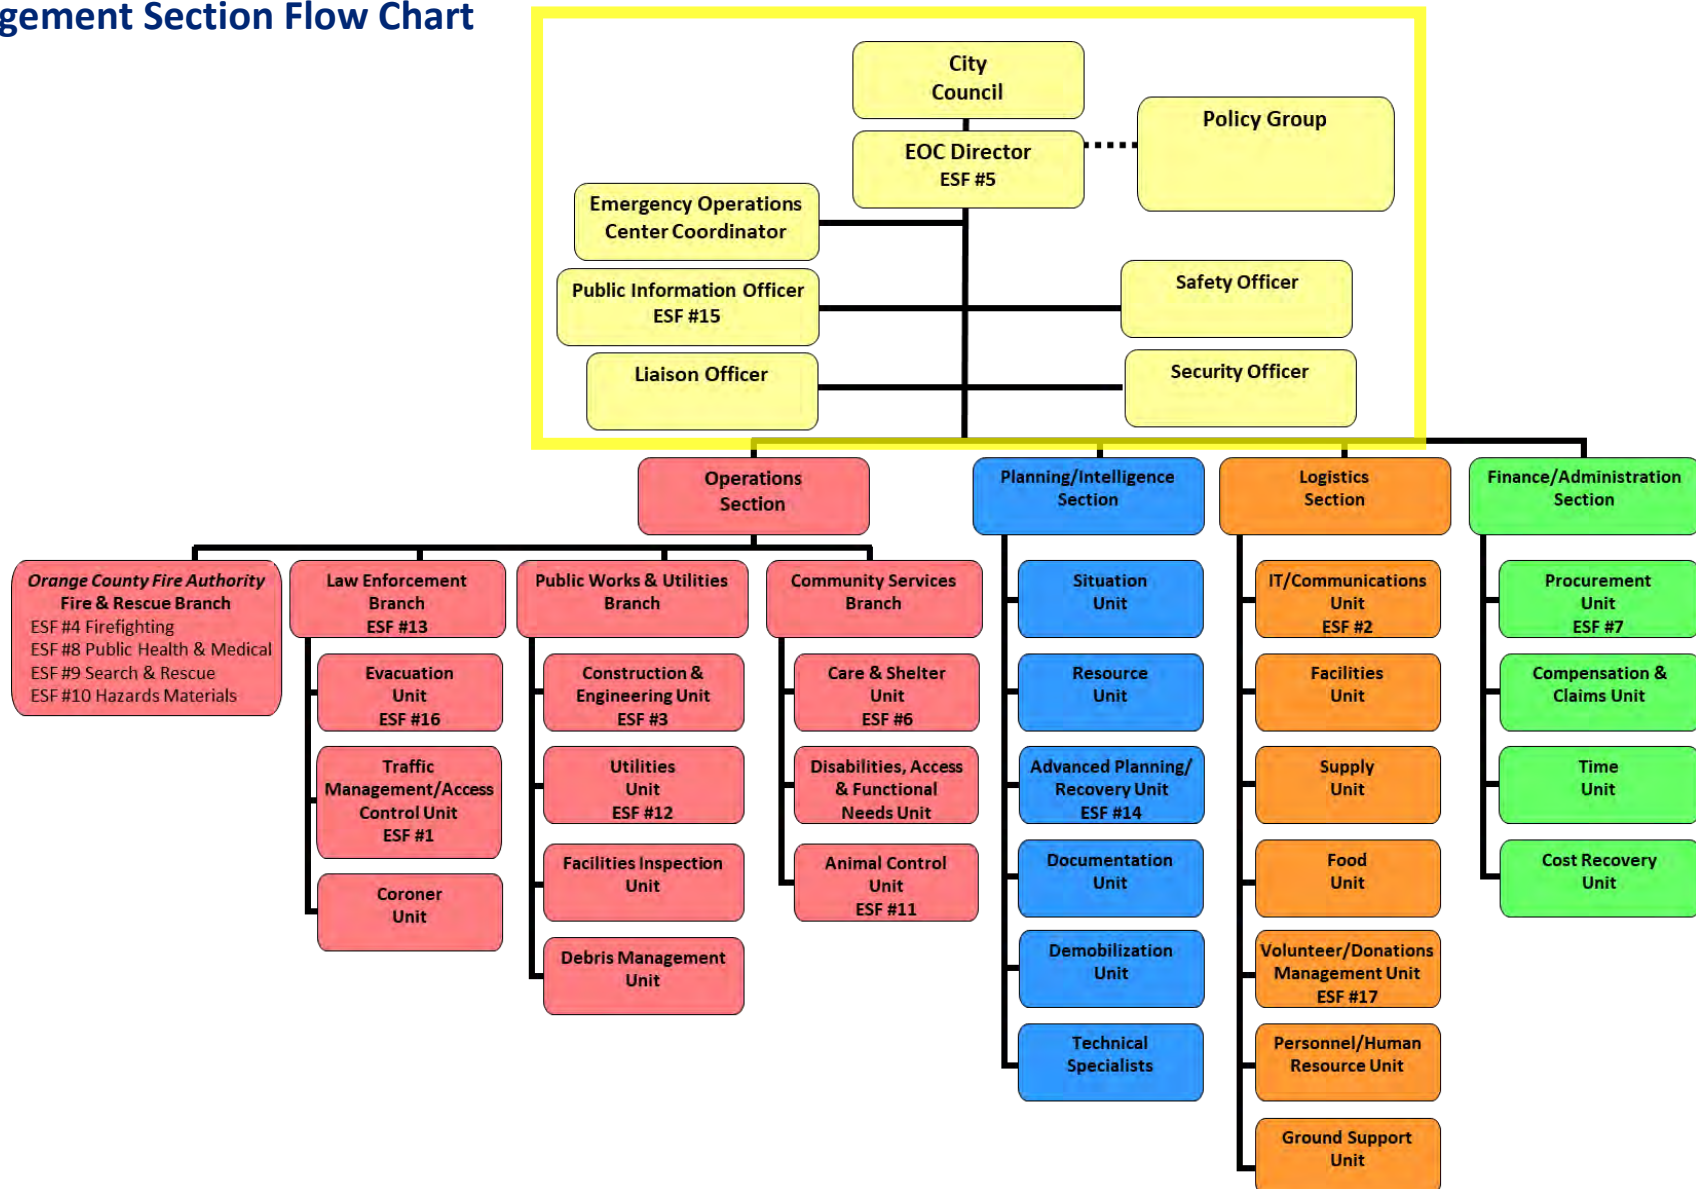 gement Section Flow Chart
City
Council
Policy Group
EOC Director
ESF #5
Emergency Operations
Center Coordinator
Public Information Officer
ESF #15
Safety Officer
Liaison Officer
Security Officer
Operations
Section
Planning/Intelligence
Section
Logistics
Section
Finance/Administration
Section
Orange County Fire Authority
Fire & Rescue Branch
ESF #4 Firefighting
ESF #8 Public Health & Medical
ESF #9 Search & Rescue
ESF #10 Hazards Materials
Law Enforcement
Branch
ESF #13
Evacuation
Unit
ESF #16
Traffic
Management/Access
Control Unit
ESF #1
Coroner
Unit
Public Works & Utilities
Branch
Construction &
Engineering Unit
ESF #3
Utilities
Unit
ESF #12
Facilities Inspection
Unit
Debris Management
Unit
Community Services
Branch
Care & Shelter
Unit
ESF #6
Disabilities, Access
& Functional
Needs Unit
Animal Control
Unit
ESF #11
Situation
Unit
Resource
Unit
Advanced Planning/
Recovery Unit
ESF #14
Documentation
Unit
Demobilization
Unit
Technical
Specialists
IT/Communications
Unit
ESF #2
Facilities
Unit
Supply
Unit
Food
Unit
Volunteer/Donations
Management Unit
ESF #17
Personnel/Human
Resource Unit
Ground Support
Unit
Procurement
Unit
ESF #7
Compensation &
Claims Unit
Time
Unit
Cost Recovery
Unit